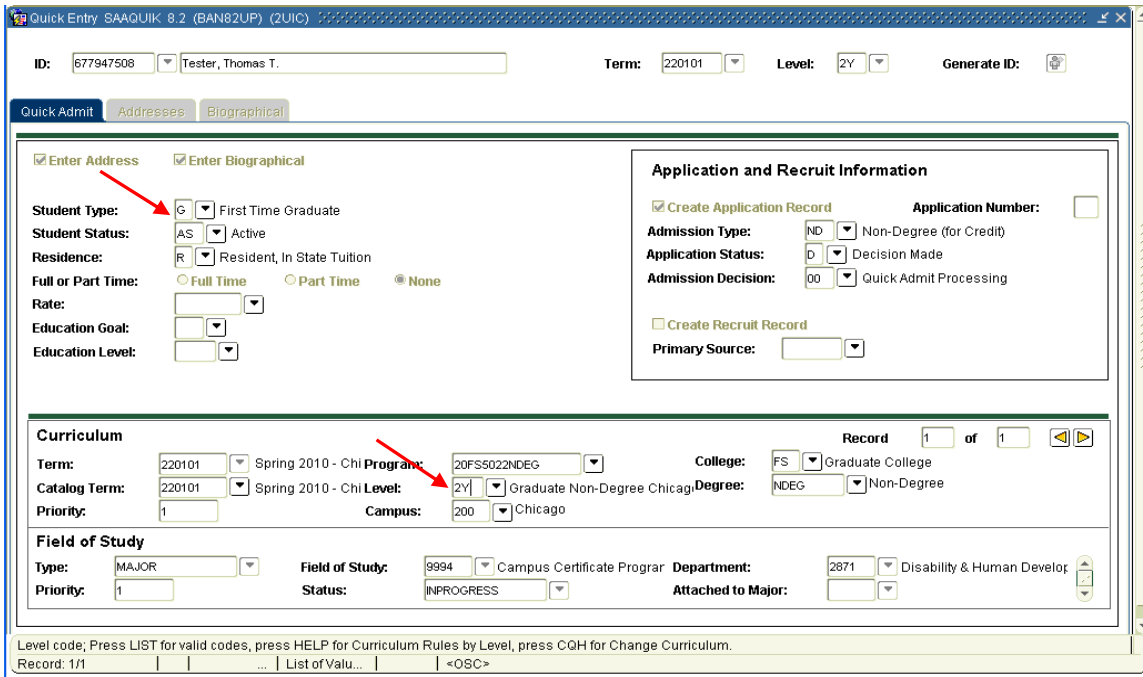 Quick Entry SAAQUIK 8.2 (BAN82UP) (2UIC)
ID: 677947508 Tester, Thomas T. Term: 220101 Level: 2Y Generate ID:
Quick Admit Addresses Biographical
Enter Address Enter Biographical
Application and Recruit Information
Student Type: G First Time Graduate
Create Application Record Application Number:
Student Status: AS Active
Admission Type: ND Non-Degree (for Credit)
Residence: R Resident, In State Tuition
Application Status: D Decision Made
Full or Part Time: Full Time Part Time None
Admission Decision: 00 Quick Admit Processing
Rate:
Education Goal:
Create Recruit Record
Education Level:
Primary Source:
Curriculum Record 1 of 1
Term: 220101 Spring 2010 - Chi Program: 20FS5022NDEG College: FS Graduate College
Catalog Term: 220101 Spring 2010 - Chi Level: 2Y Graduate Non-Degree Chicag Degree: NDEG Non-Degree
Priority: 1 Campus: 200 Chicago
Field of Study
Type: MAJOR Field of Study: 9994 Campus Certificate Prograr Department: 2871 Disability & Human Develop
Priority: 1 Status: INPROGRESS Attached to Major:
Level code; Press LIST for valid codes, press HELP for Curriculum Rules by Level, press CQH for Change Curriculum.
Record: 1/1 ... List of Valu... <OSC>